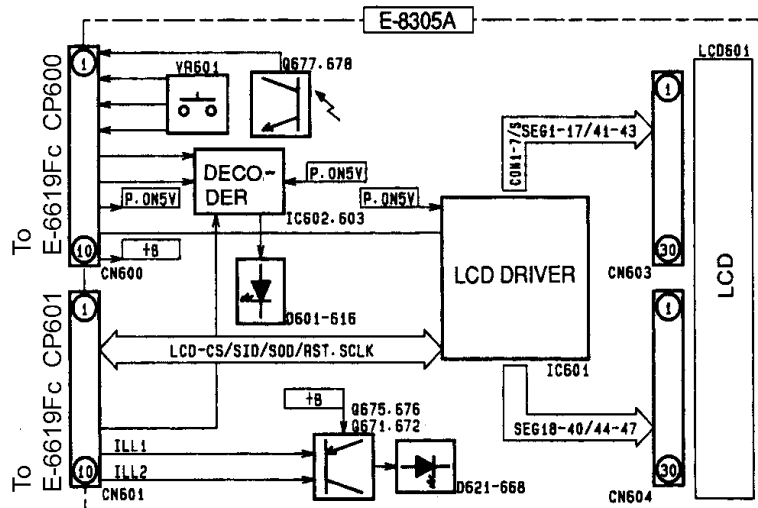 E-8305A
To
E-6619Fc CP600
1
10
CN600
VR601
Q677.678
DECO-
DER
IC602.603
P.ON5V
P.ON5V
P.ON5V
+B
D601-616
LCD DRIVER
IC601
COM1-7/S
SEG1-17/41-43
1
30
CN603
LCD601
LCD
To
E-6619Fc CP601
1
10
CN601
LCD-CS/SID/SOD/RST.SCLK
ILL1
ILL2
+B
Q675.676
Q671.672
D621-668
SEG18-40/44-47
1
30
CN604